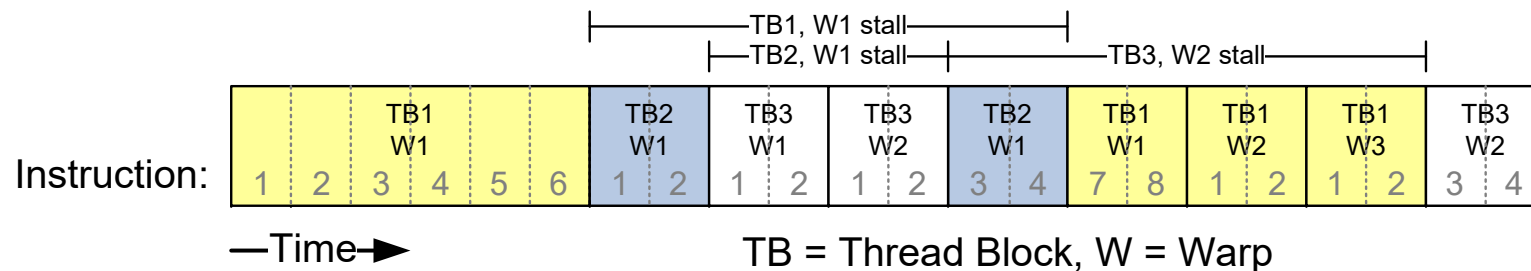 TB1, W1 stall
TB2, W1 stall
TB3, W2 stall
TB1 TB2 TB3 TB3 TB2 TB1 TB1 TB1 TB3
W1 W1 W1 W2 W1 W1 W2 W3 W2
Instruction: 1 2 3 4 5 6 1 2 1 2 1 2 3 4 7 8 1 2 1 2 3 4
Time
TB = Thread Block, W = Warp